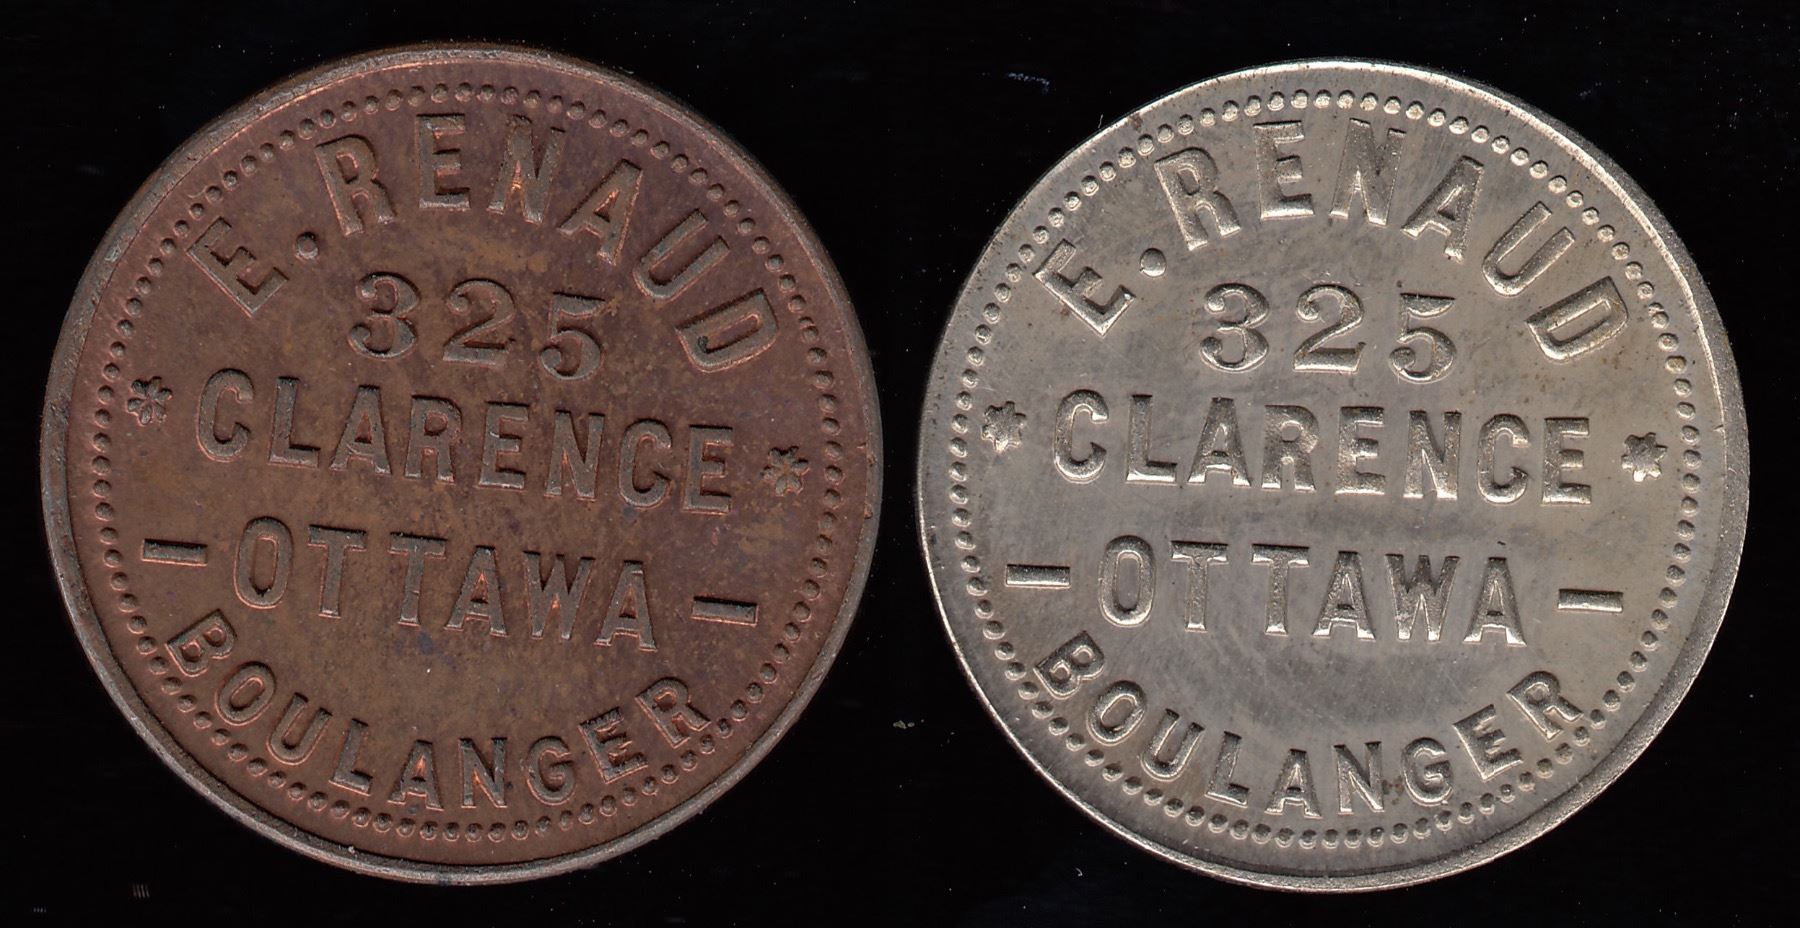 E. RENAUD
325
CLARENCE
— OTTAWA —
BOULANGER
E. RENAUD
325
CLARENCE
— OTTAWA —
BOULANGER